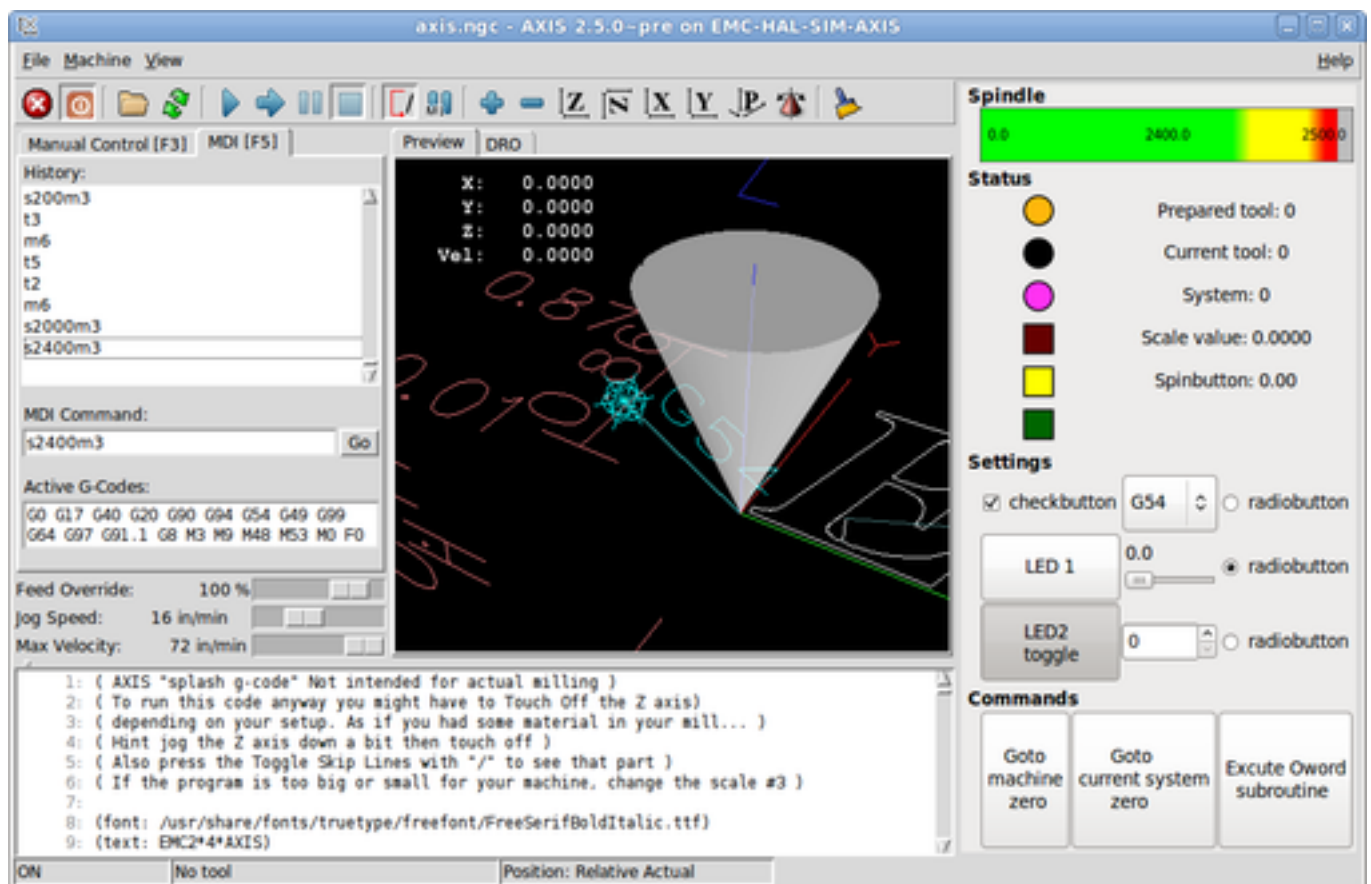 axis.ngc - AXIS 2.5.0~pre on EMC-HAL-SIM-AXIS
File Machine View Help
Z N X Y P
Manual Control [F3] MDI [F5]
History:
s200m3
t3
m6
t5
t2
m6
s2000m3
s2400m3
MDI Command:
s2400m3 Go
Active G-Codes:
G0 G17 G40 G20 G90 G94 G54 G49 G99
G64 G97 G91.1 G8 M3 M9 M48 M53 M0 F0
Feed Override: 100 %
Jog Speed: 16 in/min
Max Velocity: 72 in/min
Preview DRO
X: 0.0000
Y: 0.0000
Z: 0.0000
Vel: 0.0000
G54
Spindle
0.0 2400.0 2500.0
Status
Prepared tool: 0
Current tool: 0
System: 0
Scale value: 0.0000
Spinbutton: 0.00
Settings
checkbutton G54 radiobutton
LED 1 0.0 radiobutton
LED2
toggle 0 radiobutton
Commands
Goto
machine
zero
Goto
current system
zero
Excute Oword
subroutine
1: ( AXIS "splash g-code" Not intended for actual milling )
2: ( To run this code anyway you might have to Touch Off the Z axis)
3: ( depending on your setup. As if you had some material in your mill... )
4: ( Hint jog the Z axis down a bit then touch off )
5: ( Also press the Toggle Skip Lines with "/" to see that part )
6: ( If the program is too big or small for your machine, change the scale #3 )
7:
8: (font: /usr/share/fonts/truetype/freefont/FreeSerifBoldItalic.ttf)
9: (text: EMC2*4*AXIS)
ON No tool Position: Relative Actual